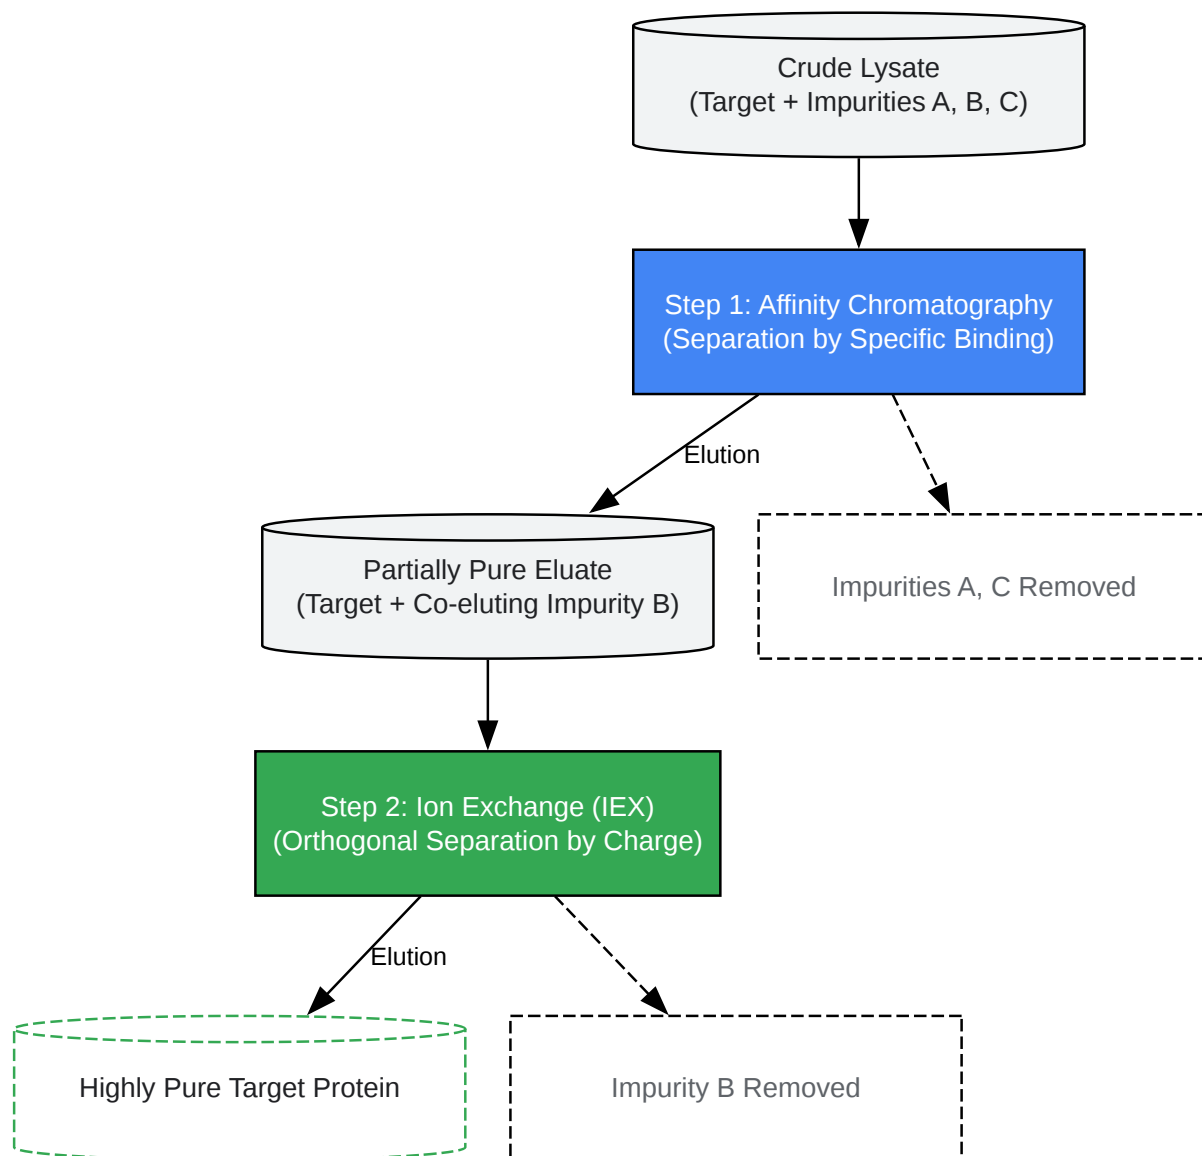 Crude Lysate
(Target + Impurities A, B, C)
Step 1: Affinity Chromatography
(Separation by Specific Binding)
Elution
Partially Pure Eluate
(Target + Co-eluting Impurity B)
Impurities A, C Removed
Step 2: Ion Exchange (IEX)
(Orthogonal Separation by Charge)
Elution
Highly Pure Target Protein
Impurity B Removed